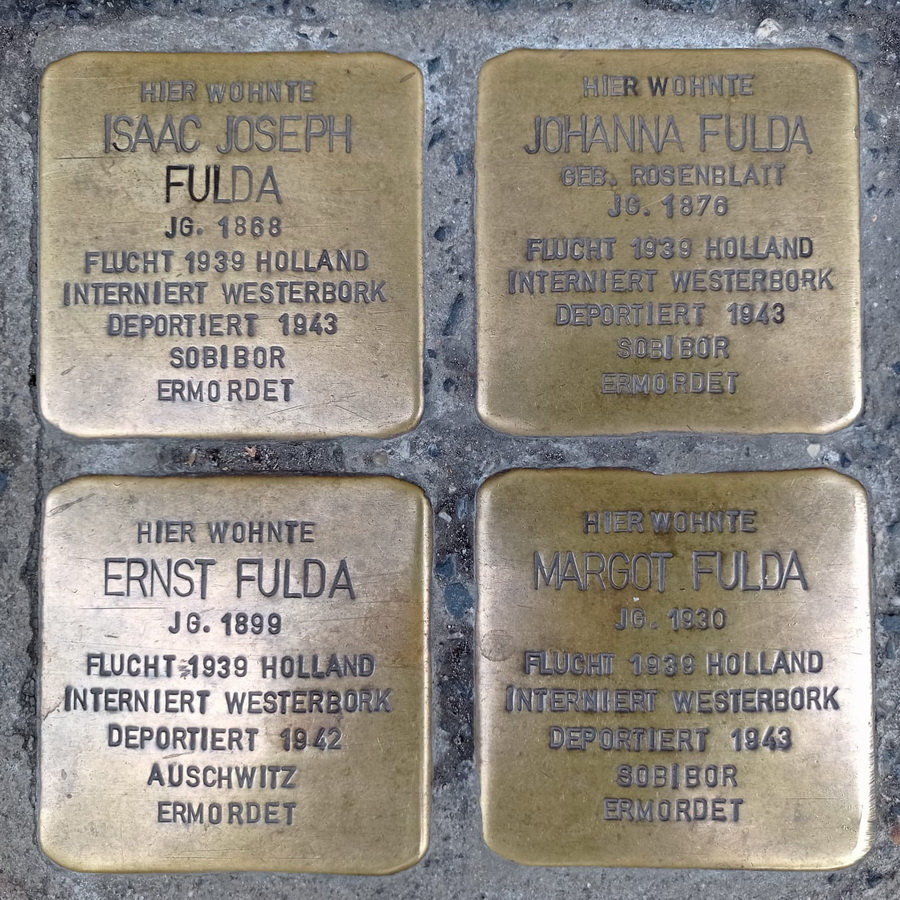 HIER WOHNTE
ISAAC JOSEPH
FULDA
JG. 1868
FLUCHT 1939 HOLLAND
INTERNIERT WESTERBORK
DEPORTIERT 1943
SOBIBOR
ERMORDET
HIER WOHNTE
JOHANNA FULDA
GEB. ROSENBLATT
JG. 1876
FLUCHT 1939 HOLLAND
INTERNIERT WESTERBORK
DEPORTIERT 1943
SOBIBOR
ERMORDET
HIER WOHNTE
ERNST FULDA
JG. 1899
FLUCHT 1939 HOLLAND
INTERNIERT WESTERBORK
DEPORTIERT 1942
AUSCHWITZ
ERMORDET
HIER WOHNTE
MARGOT FULDA
JG. 1930
FLUCHT 1939 HOLLAND
INTERNIERT WESTERBORK
DEPORTIERT 1943
SOBIBOR
ERMORDET